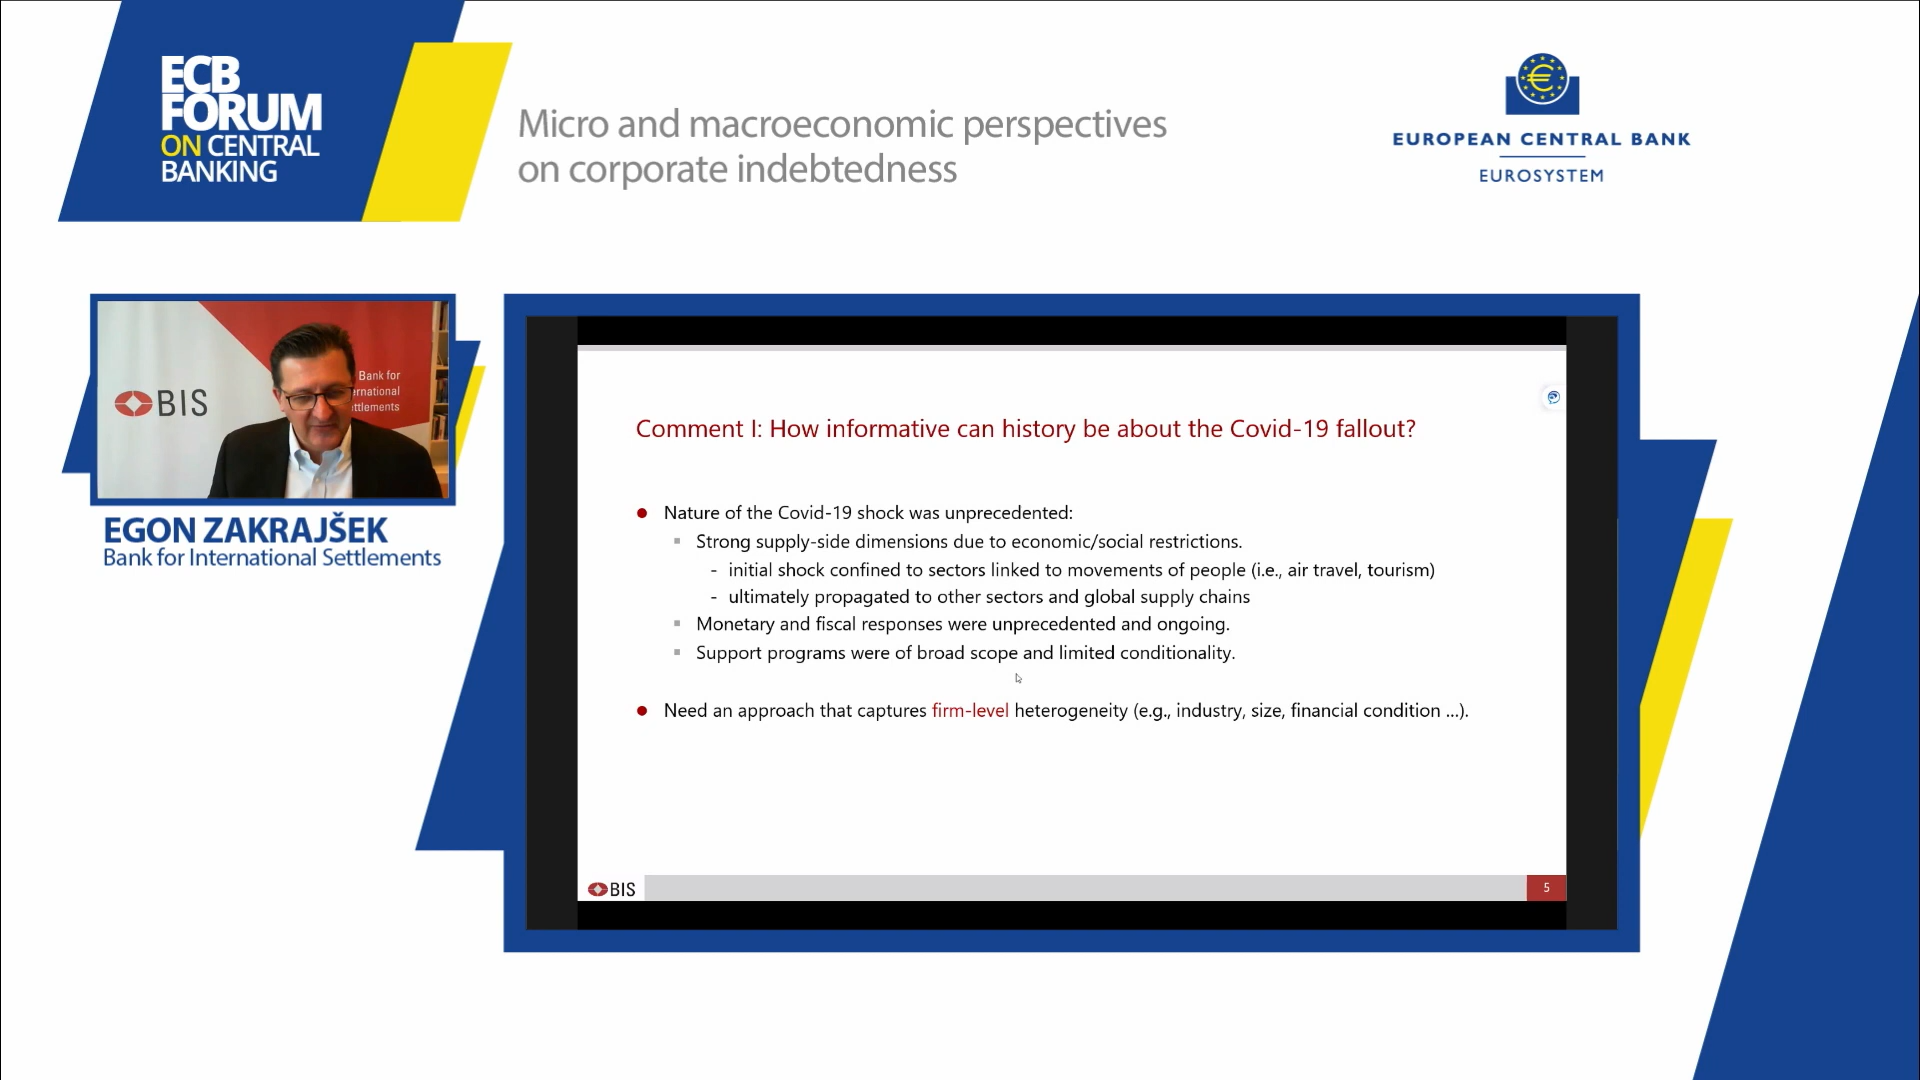 ECB
FORUM
ON CENTRAL
BANKING
Micro and macroeconomic perspectives
on corporate indebtedness
EUROPEAN CENTRAL BANK
EUROSYSTEM
BIS
Bank for
ernational
ttlements
EGON ZAKRAJŠEK
Bank for International Settlements
Comment I: How informative can history be about the Covid-19 fallout?
● Nature of the Covid-19 shock was unprecedented:
▪ Strong supply-side dimensions due to economic/social restrictions.
- initial shock confined to sectors linked to movements of people (i.e., air travel, tourism)
- ultimately propagated to other sectors and global supply chains
▪ Monetary and fiscal responses were unprecedented and ongoing.
▪ Support programs were of broad scope and limited conditionality.
● Need an approach that captures firm-level heterogeneity (e.g., industry, size, financial condition ...).
BIS
5